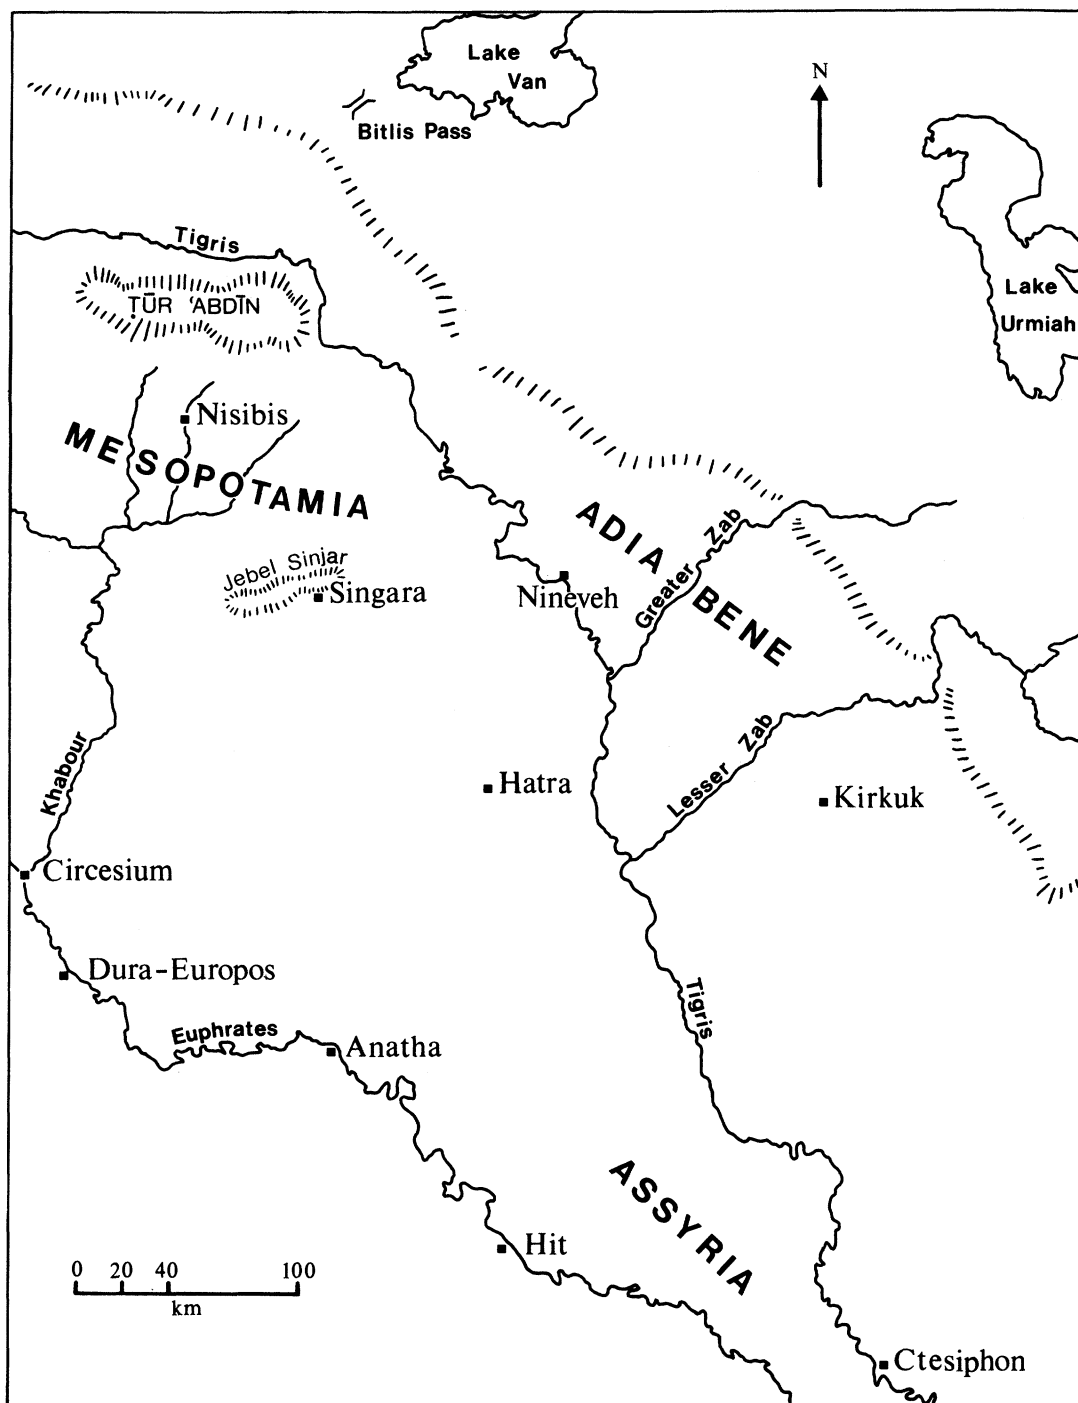 Lake
Van
N
Bitlis Pass
Tigris
Lake
Urmiah
ṬŪR ʿABDĪN
Nisibis
MESOPOTAMIA
ADIABENE
Greater Zab
Jebel Sinjar
Singara
Nineveh
Khabour
Lesser Zab
Hatra
Kirkuk
Circesium
Dura-Europos
Tigris
Euphrates
Anatha
ASSYRIA
Hit
0 20 40 100
km
Ctesiphon